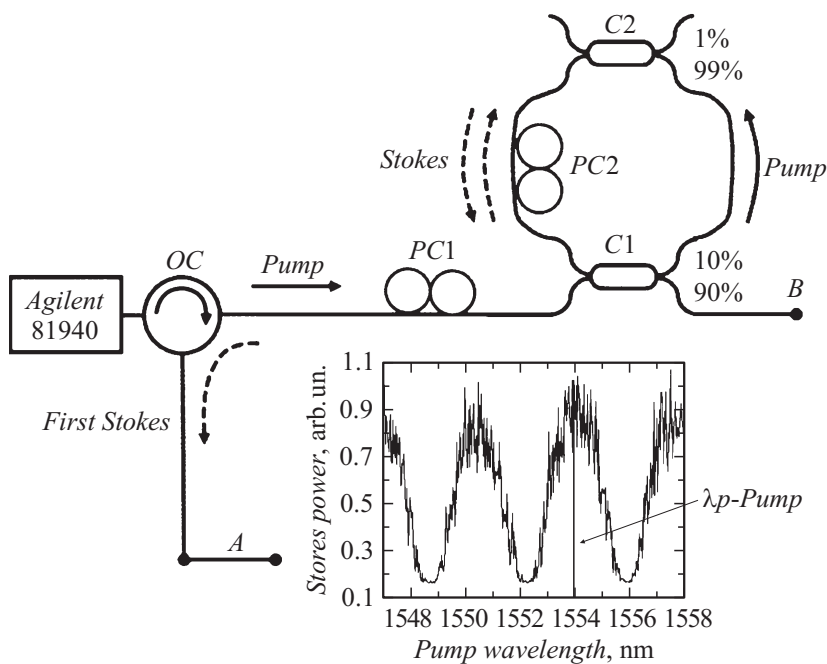 C2
1%
99%
Stokes
PC2
Pump
C1
PC1
OC
Pump
10%
90%
B
Agilent
81940
First Stokes
A
1.1
0.9
0.7
0.5
0.3
0.1
Stores power, arb. un.
λp-Pump
1548 1550 1552 1554 1556 1558
Pump wavelength, nm